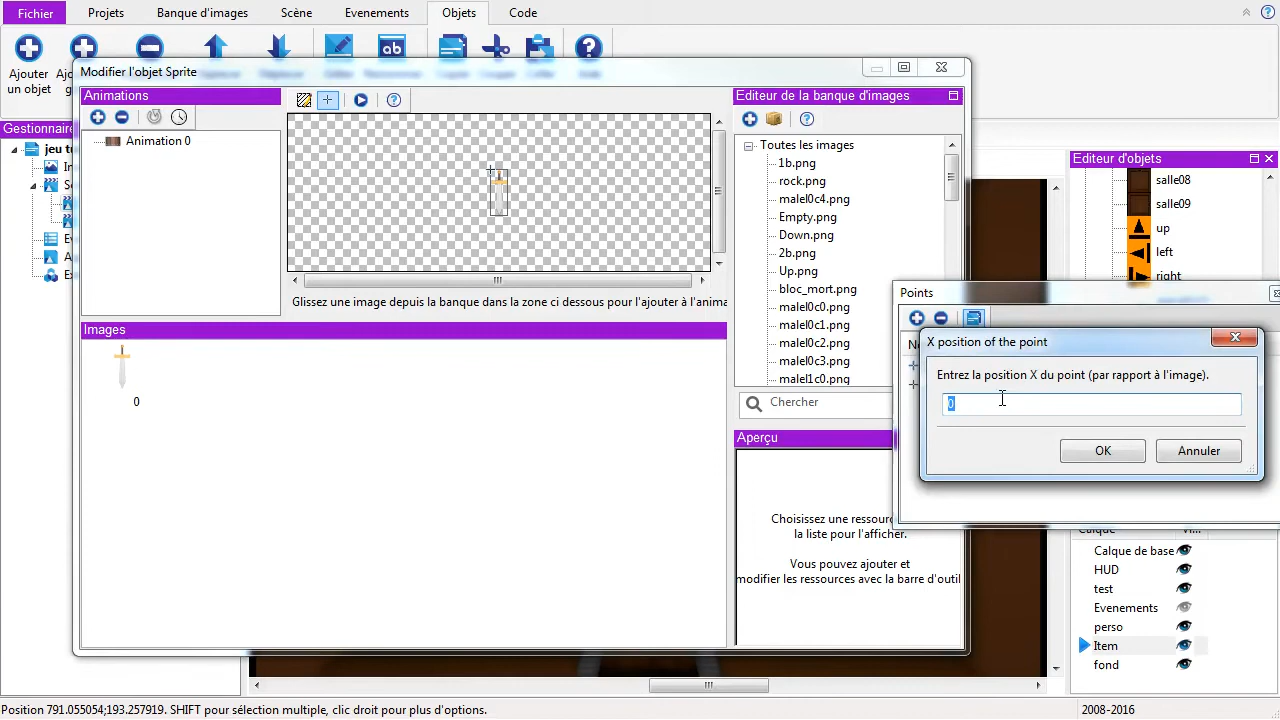 Fichier
Projets
Banque d'images
Scène
Evenements
Objets
Code
Ajouter
un objet
Modifier l'objet Sprite
Animations
Animation 0
Glissez une image depuis la banque dans la zone ci dessous pour l'ajouter à l'anima
Images
0
Editeur de la banque d'images
Toutes les images
1b.png
rock.png
malel0c4.png
Empty.png
Down.png
2b.png
Up.png
bloc_mort.png
malel0c0.png
malel0c1.png
malel0c2.png
malel0c3.png
malel1c0.png
Chercher
Aperçu
Choisissez une ressour
la liste pour l'afficher.
Vous pouvez ajouter et
modifier les ressources avec la barre d'outil
Gestionnaire
jeu tu
Editeur d'objets
salle08
salle09
up
left
right
Points
X position of the point
Entrez la position X du point (par rapport à l'image).
0
OK
Annuler
Calque
Calque de base
HUD
test
Evenements
perso
Item
fond
Position 791.055054;193.257919. SHIFT pour sélection multiple, clic droit pour plus d'options.
2008-2016